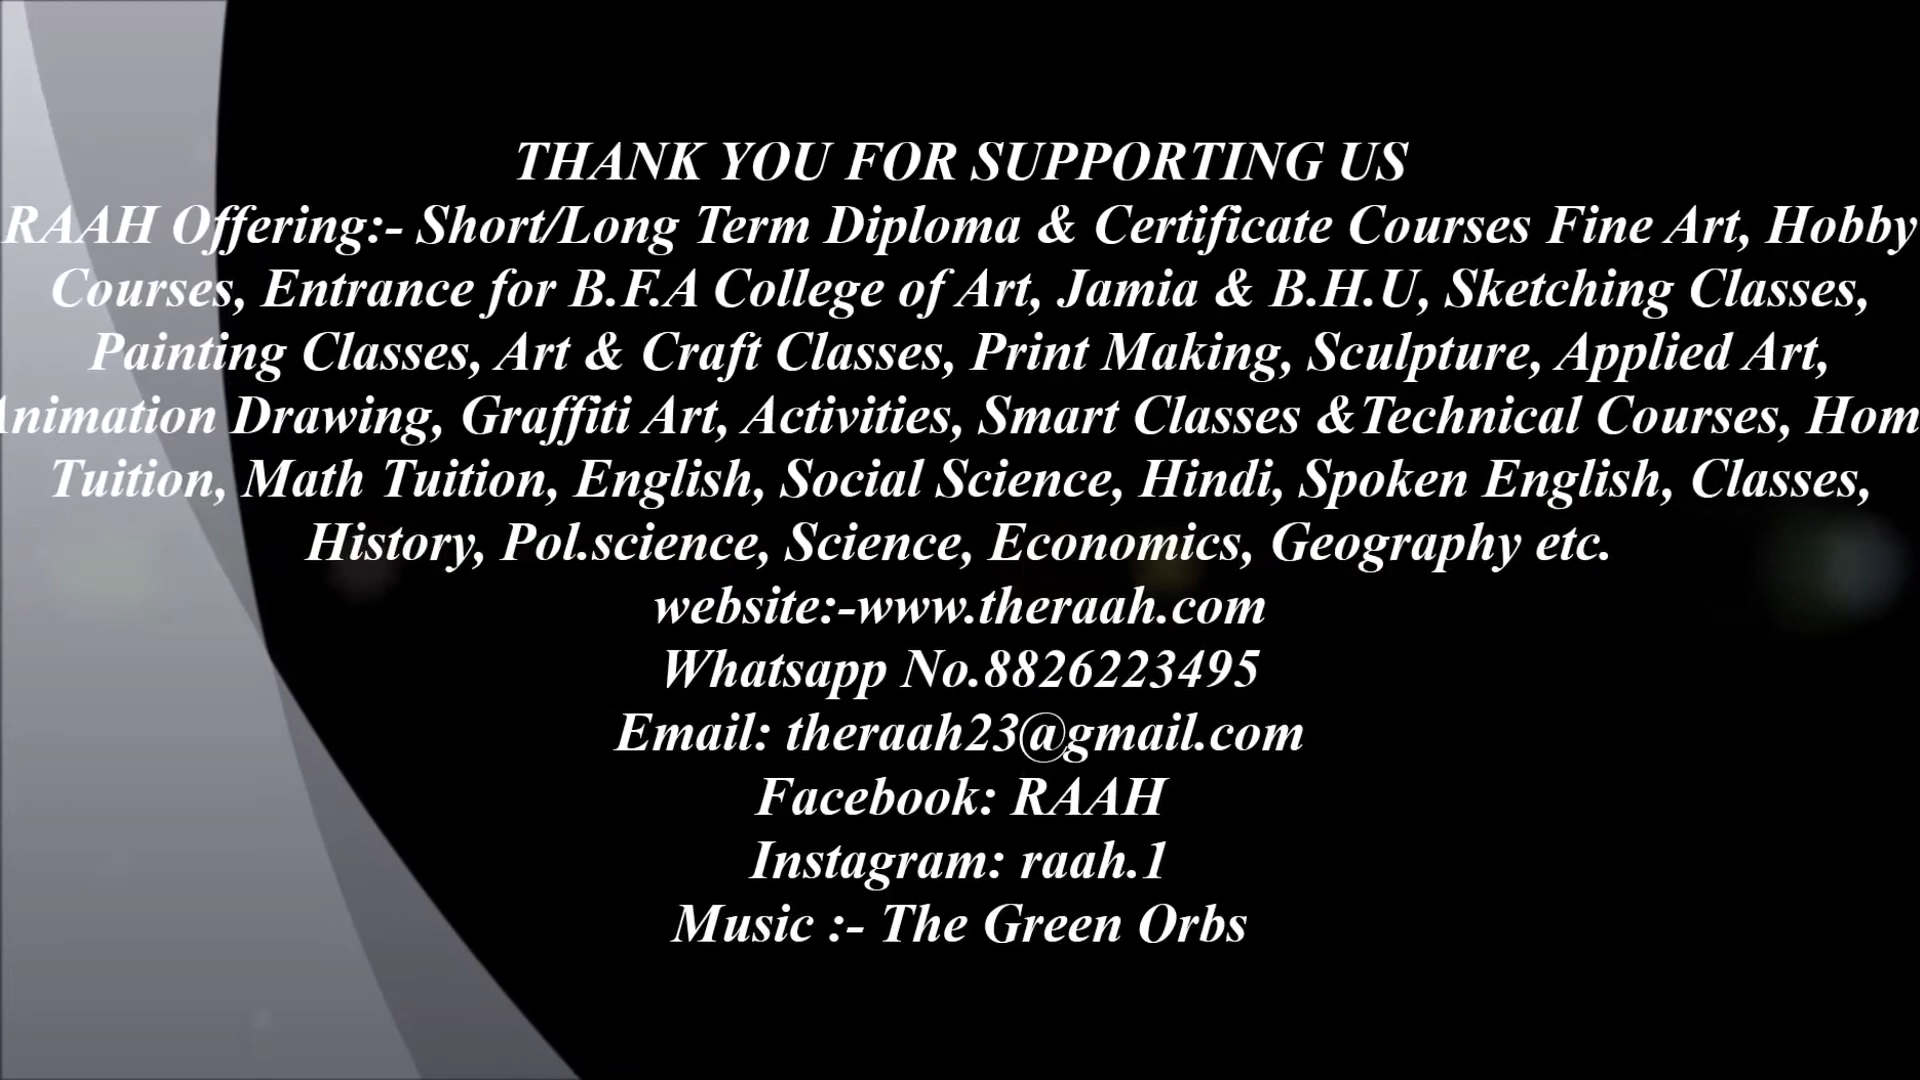 THANK YOU FOR SUPPORTING US
RAAH Offering:- Short/Long Term Diploma & Certificate Courses Fine Art, Hobby
Courses, Entrance for B.F.A College of Art, Jamia & B.H.U, Sketching Classes,
Painting Classes, Art & Craft Classes, Print Making, Sculpture, Applied Art,
Animation Drawing, Graffiti Art, Activities, Smart Classes &Technical Courses, Hom
Tuition, Math Tuition, English, Social Science, Hindi, Spoken English, Classes,
History, Pol.science, Science, Economics, Geography etc.
website:-www.theraah.com
Whatsapp No.8826223495
Email: theraah23@gmail.com
Facebook: RAAH
Instagram: raah.1
Music :- The Green Orbs